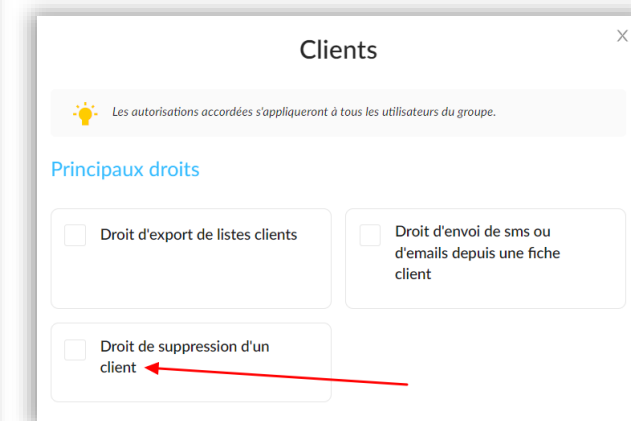 Clients
X
Les autorisations accordées s'appliqueront à tous les utilisateurs du groupe.
Principaux droits
Droit d'export de listes clients
Droit d'envoi de sms ou
d'emails depuis une fiche
client
Droit de suppression d'un
client